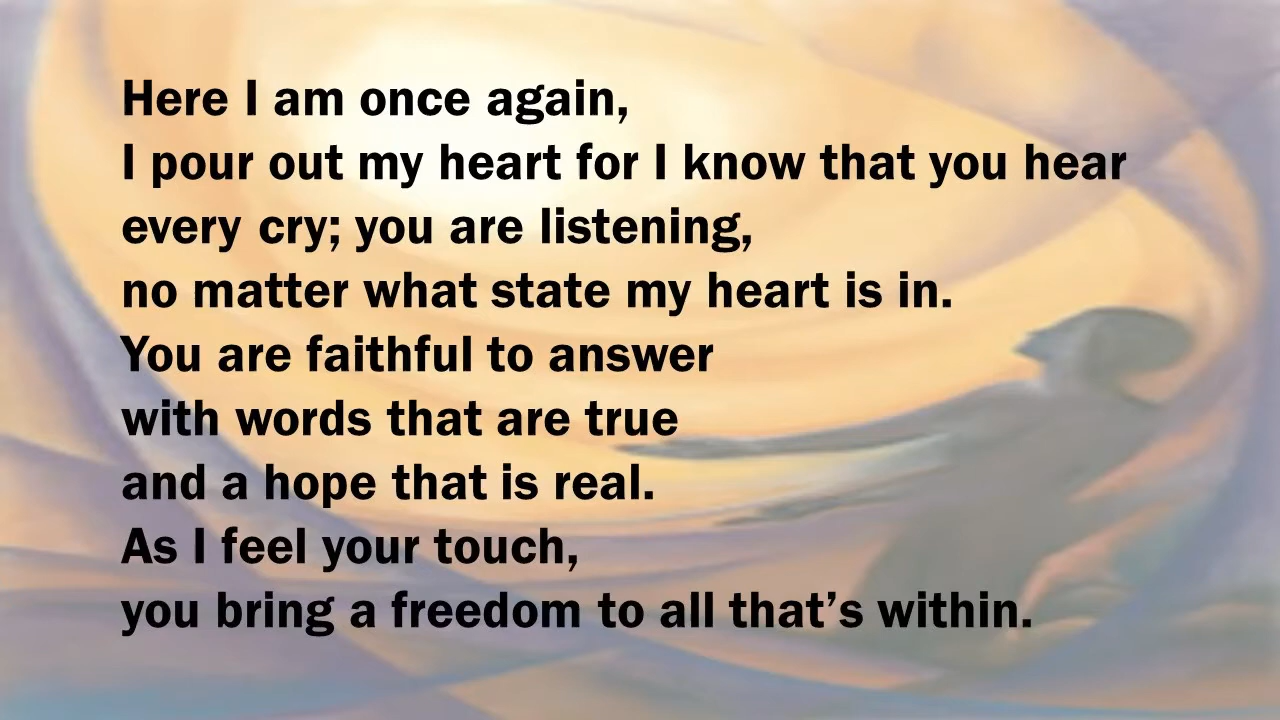 Here I am once again,
I pour out my heart for I know that you hear
every cry; you are listening,
no matter what state my heart is in.
You are faithful to answer
with words that are true
and a hope that is real.
As I feel your touch,
you bring a freedom to all that’s within.